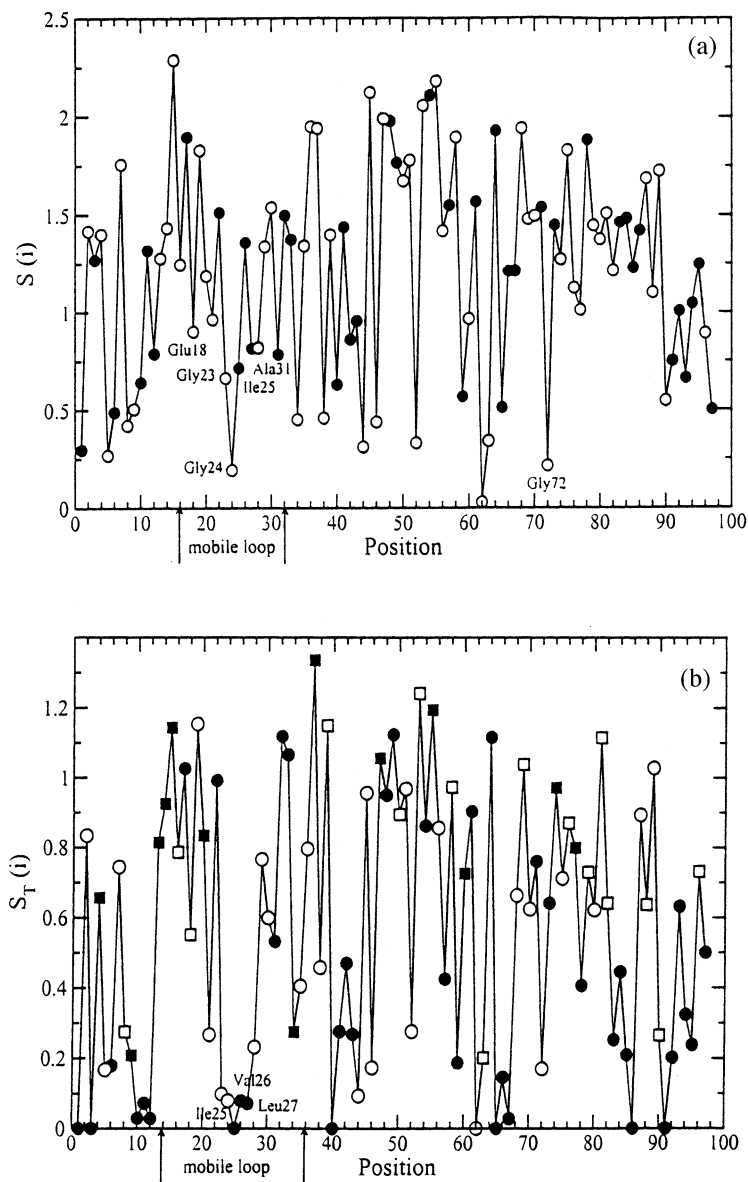 (a)
2.5
2
1.5
1
0.5
0
S (i)
Glu18
Gly23
Ala31
Ile25
Gly24
Gly72
0 10 20 30 40 50 60 70 80 90 100
mobile loop
Position
(b)
1.2
1
0.8
0.6
0.4
0.2
0
S_T (i)
Val26
Ile25
Leu27
0 10 20 30 40 50 60 70 80 90 100
mobile loop
Position